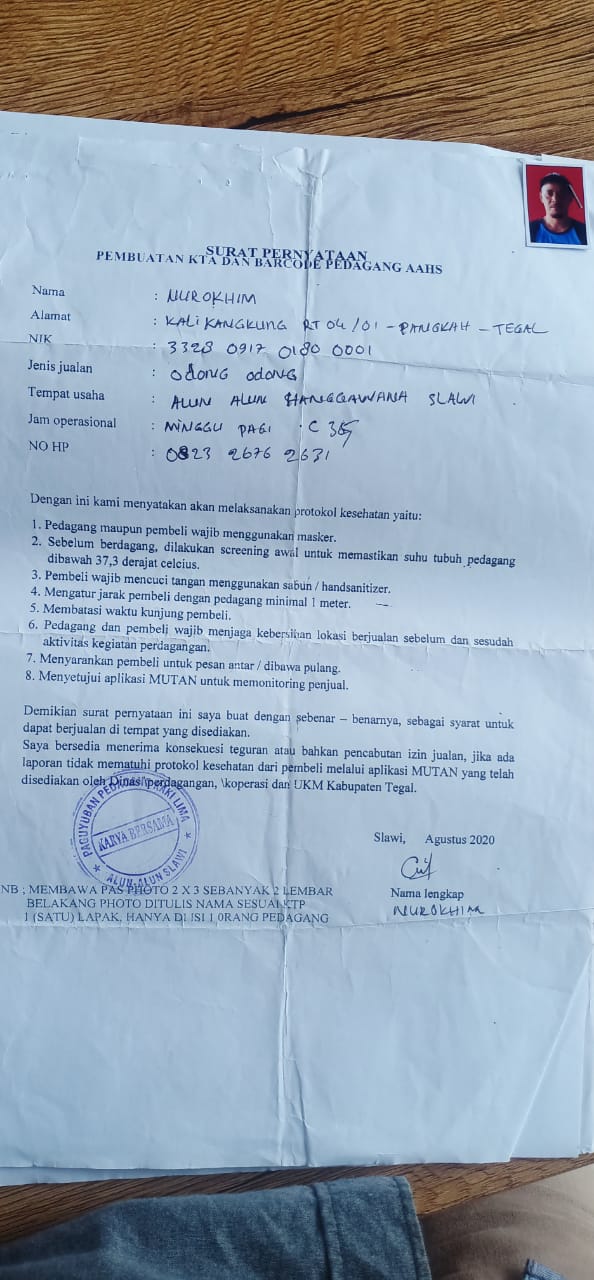 SURAT PERNYATAAN
PEMBUATAN KTA DAN BARCODE PEDAGANG AAHS
Nama : NUROKHIM
Alamat : KALIKANGKUNG RT 04/01 - PANGKAH - TEGAL
NIK : 3328 0917 0180 0001
Jenis jualan : ODONG ODONG
Tempat usaha : ALUN ALUN HANGGAWANA SLAWI
Jam operasional : MINGGU PAGI
NO HP : 0823 2676 2631
Dengan ini kami menyatakan akan melaksanakan protokol kesehatan yaitu:
1. Pedagang maupun pembeli wajib menggunakan masker.
2. Sebelum berdagang, dilakukan screening awal untuk memastikan suhu tubuh pedagang
dibawah 37,3 derajat celcius.
3. Pembeli wajib mencuci tangan menggunakan sabun / handsanitizer.
4. Mengatur jarak pembeli dengan pedagang minimal 1 meter.
5. Membatasi waktu kunjung pembeli.
6. Pedagang dan pembeli wajib menjaga kebersihan lokasi berjualan sebelum dan sesudah
aktivitas kegiatan perdagangan.
7. Menyarankan pembeli untuk pesan antar / dibawa pulang.
8. Menyetujui aplikasi MUTAN untuk memonitoring penjual.
Demikian surat pernyataan ini saya buat dengan sebenar – benarnya, sebagai syarat untuk
dapat berjualan di tempat yang disediakan.
Saya bersedia menerima konsekuesi teguran atau bahkan pencabutan izin jualan, jika ada
laporan tidak mematuhi protokol kesehatan dari pembeli melalui aplikasi MUTAN yang telah
disediakan oleh Dinas perdagangan, \koperasi dan UKM Kabupaten Tegal.
PAGUYUBAN PEDAGANG KAKI LIMA
KARYA BERSAMA
ALUN-ALUN SLAWI
Slawi, Agustus 2020
Nama lengkap
NUROKHIM
NB ; MEMBAWA PAS PHOTO 2 X 3 SEBANYAK 2 LEMBAR
BELAKANG PHOTO DITULIS NAMA SESUAI KTP
1 (SATU) LAPAK, HANYA DI ISI 1 0RANG PEDAGANG